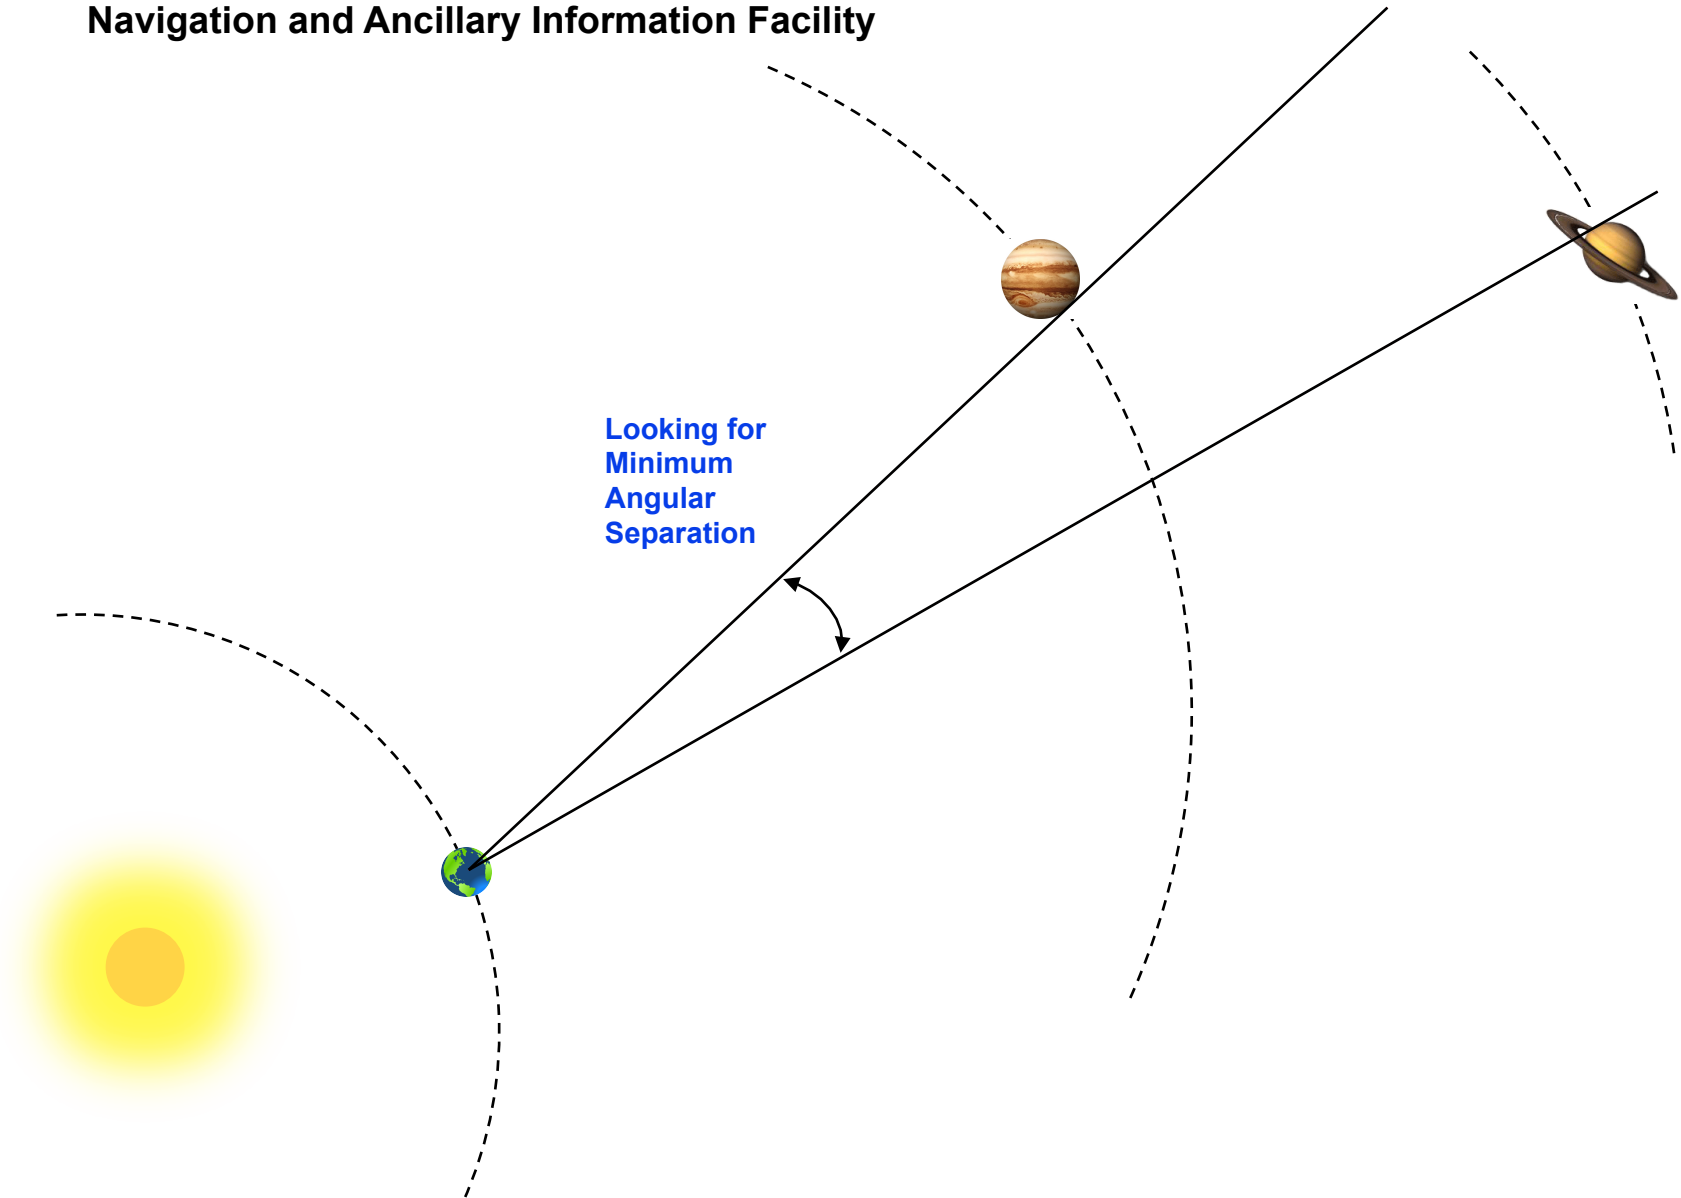 Navigation and Ancillary Information Facility
Looking for
Minimum
Angular
Separation